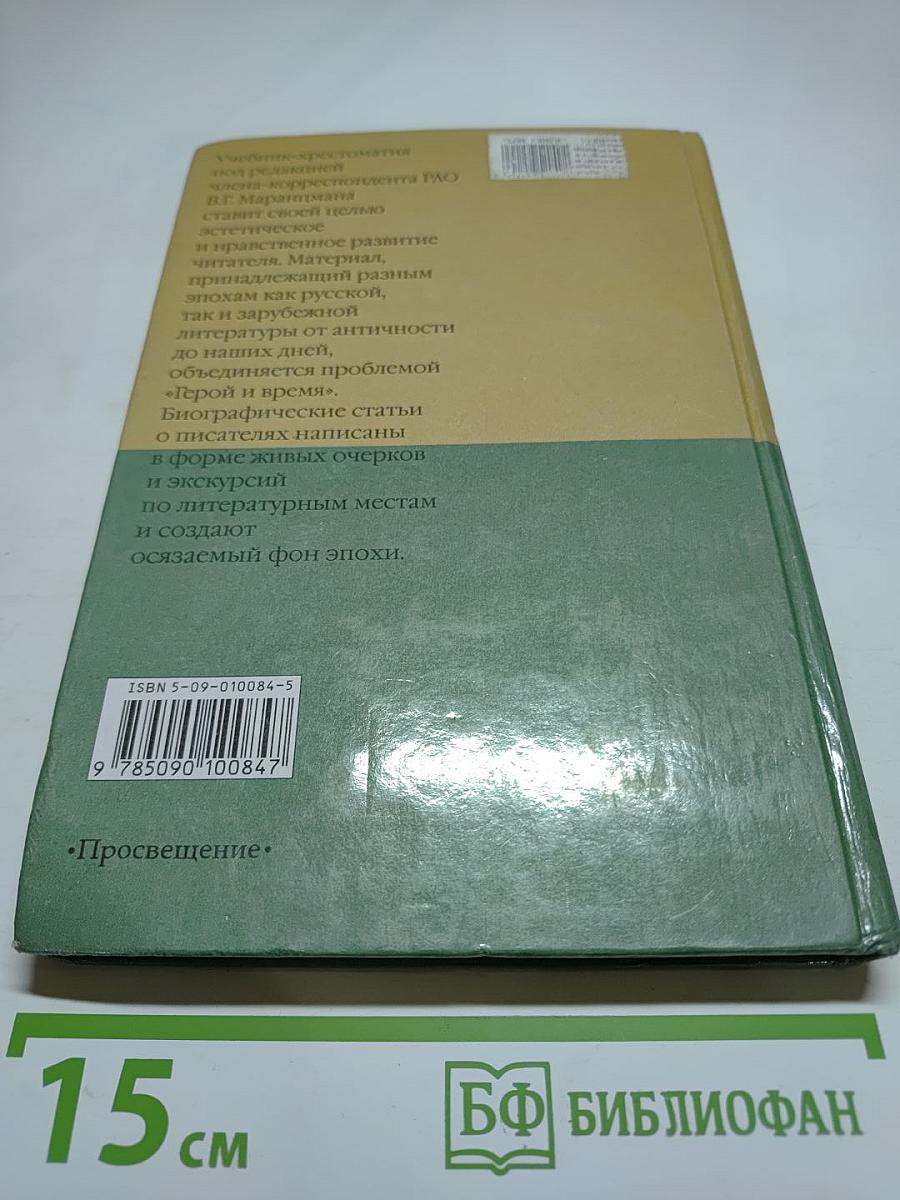 Учебник-хрестоматия
под редакцией
члена-корреспондента РАО
В.Г. Маранцмана
ставит своей целью
эстетическое
и нравственное развитие
читателя. Материал,
принадлежащий разным
эпохам как русской,
так и зарубежной
литературы от античности
до наших дней,
объединяется проблемой
«Герой и время».
Биографические статьи
о писателях написаны
в форме живых очерков
и экскурсий
по литературным местам
и создают
осязаемый фон эпохи.
ISBN 5-09-010084-5
9 785090 100847
•Просвещение•
15 см
БФ БИБЛИОФАН